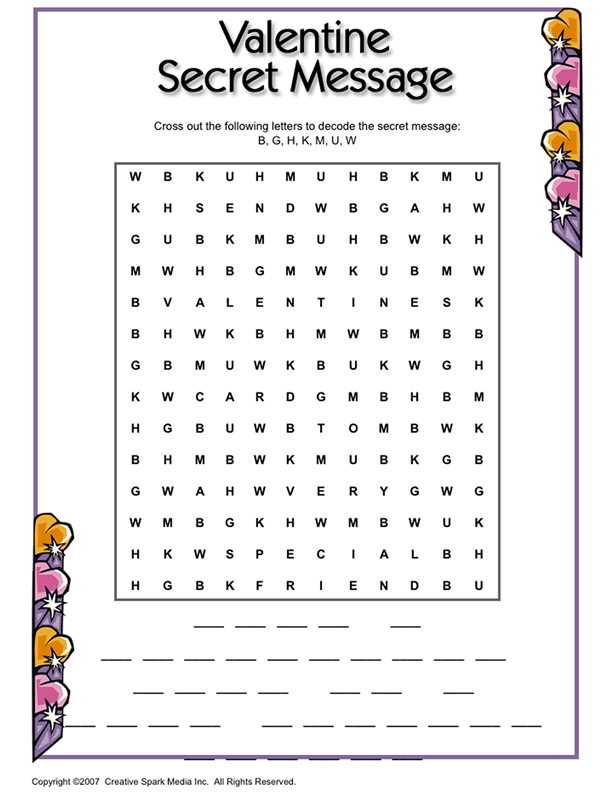 Valentine
Secret Message
Cross out the following letters to decode the secret message:
B, G, H, K, M, U, W
W B K U H M U H B K M U
K H S E N D W B G A H W
G U B K M B U H B W K H
M W H B G M W K U B M W
B V A L E N T I N E S K
B H W K B H M W B M B B
G B M U W K B U K W G H
K W C A R D G M B H B M
H G B U W B T O M B W K
B H M B W K M U B K G B
G W A H W V E R Y G W G
W M B G K H W M B W U K
H K W S P E C I A L B H
H G B K F R I E N D B U
Copyright ©2007 Creative Spark Media Inc. All Rights Reserved.